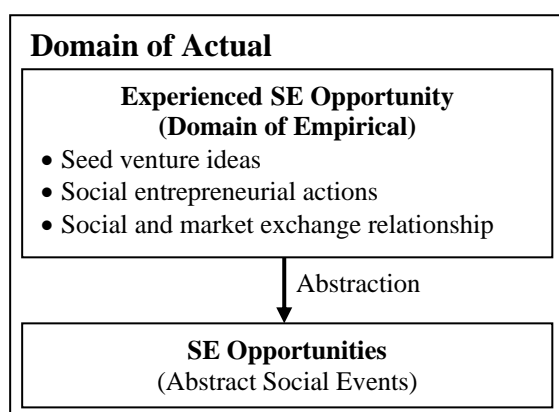 Domain of Actual
Experienced SE Opportunity
(Domain of Empirical)
• Seed venture ideas
• Social entrepreneurial actions
• Social and market exchange relationship
Abstraction
SE Opportunities
(Abstract Social Events)